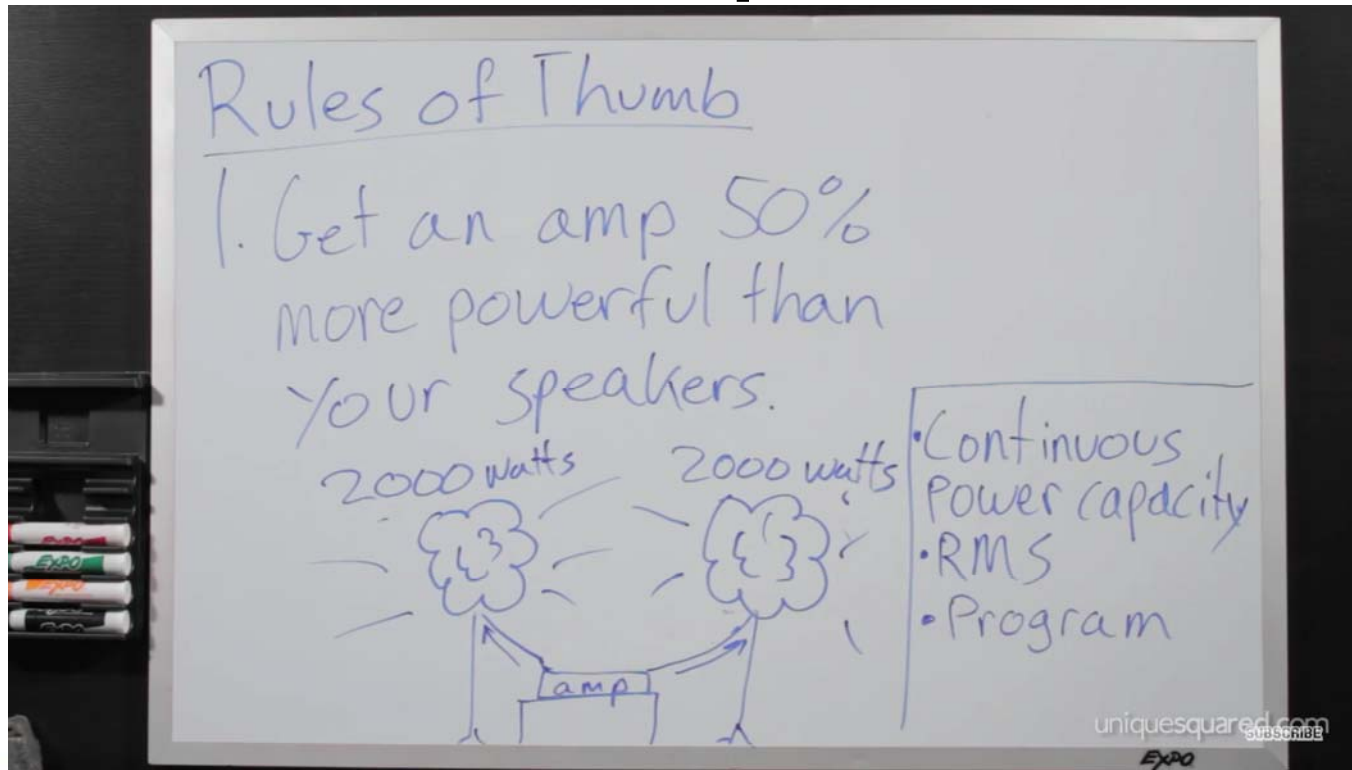 Rules of Thumb
1. Get an amp 50%
more powerful than
your speakers.
2000 watts 2000 watts
amp
• Continuous
power capacity
• RMS
• Program
EXPO
EXPO
uniquesquared.com
SUBSCRIBE
EXPO